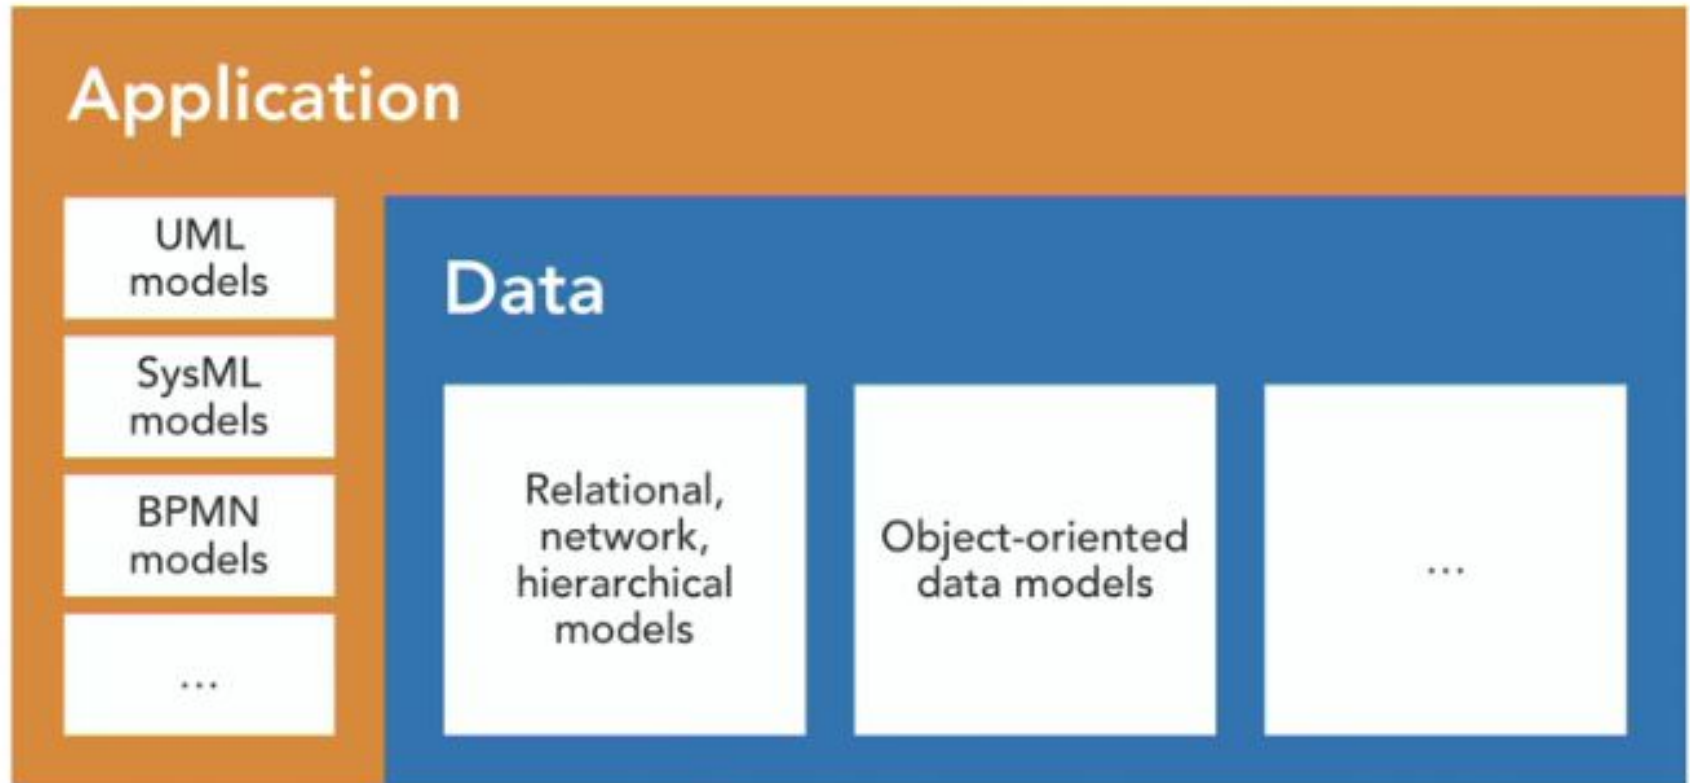 Application
UML
models
SysML
models
BPMN
models
...
Data
Relational,
network,
hierarchical
models
Object-oriented
data models
...